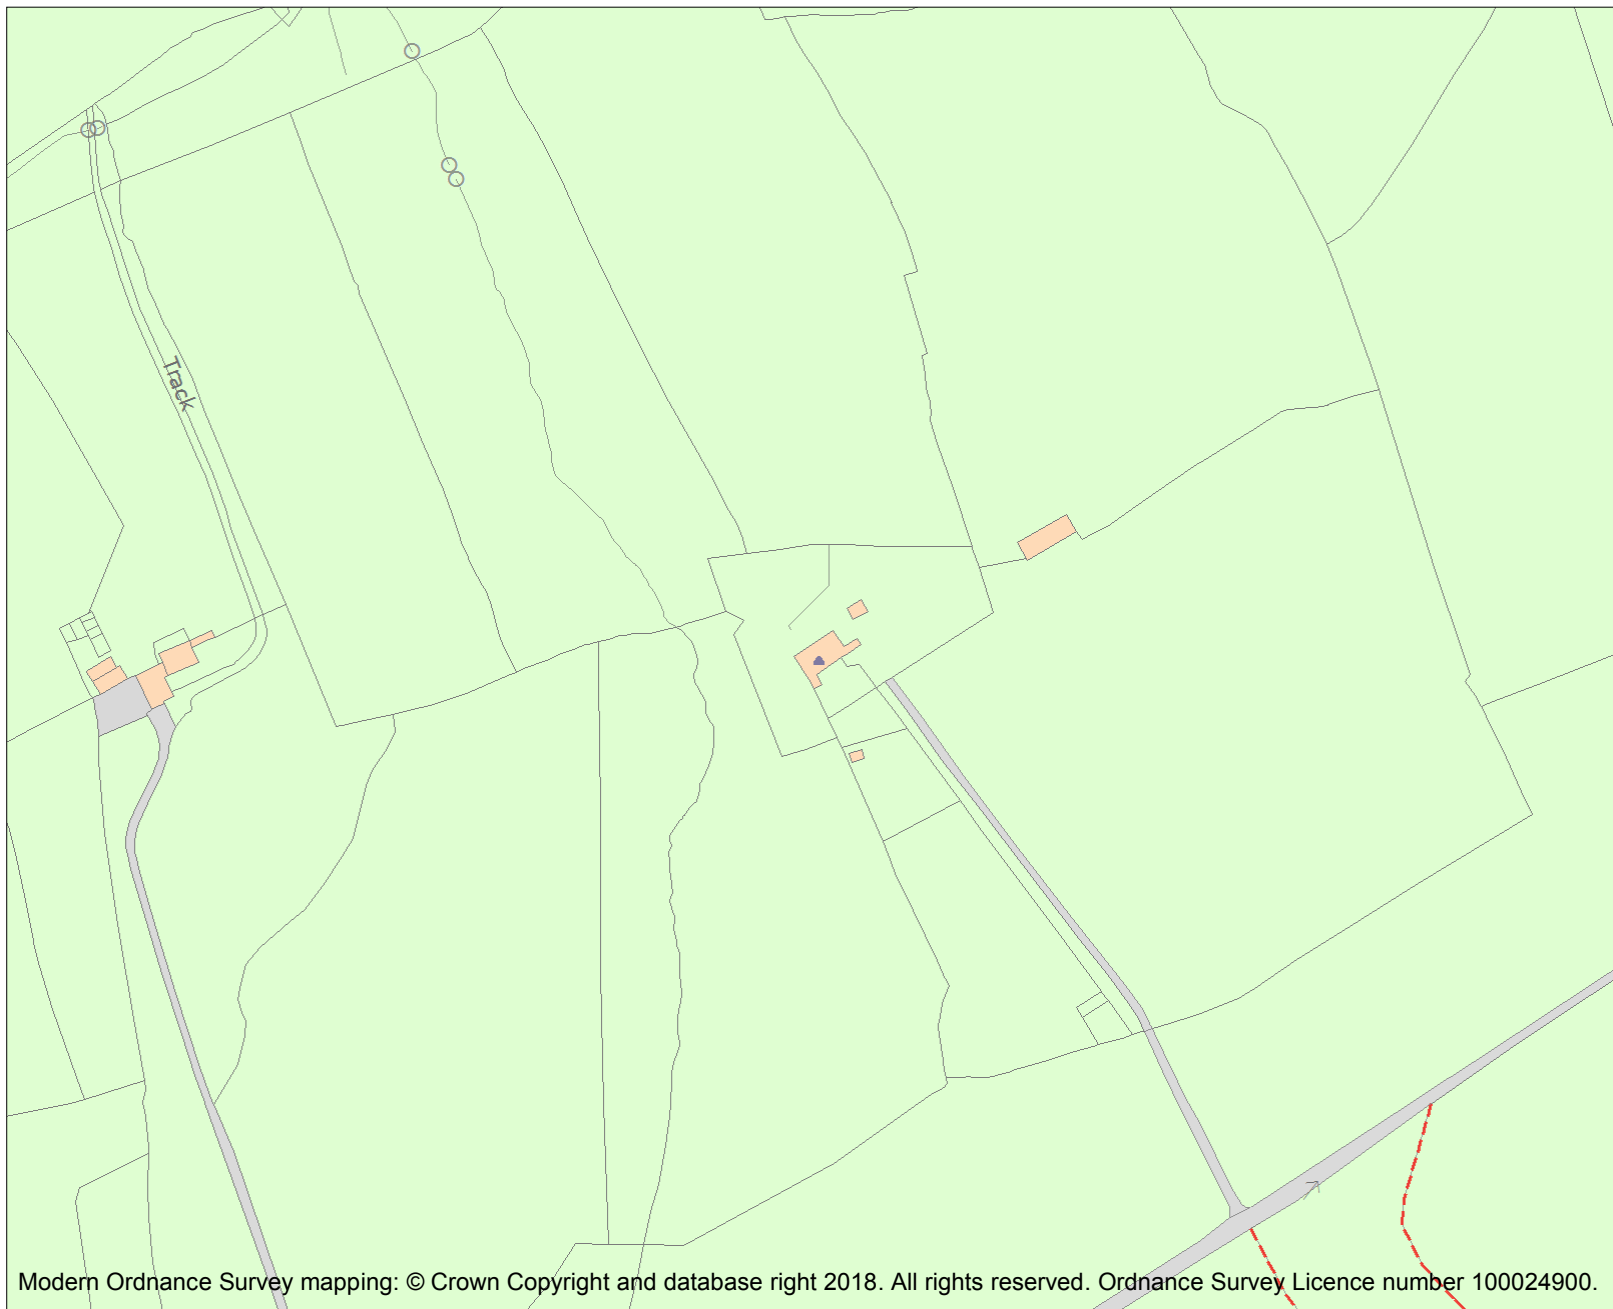 Track
Modern Ordnance Survey mapping: © Crown Copyright and database right 2018. All rights reserved. Ordnance Survey Licence number 100024900.